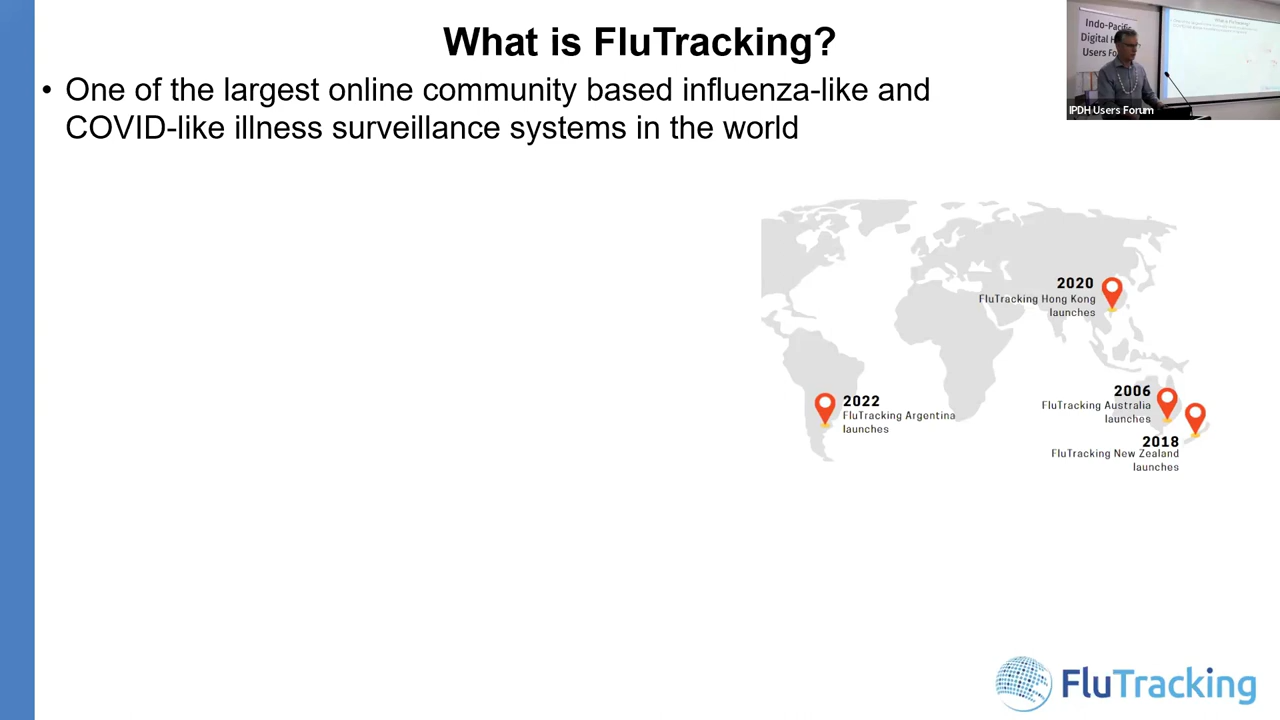 What is FluTracking?
• One of the largest online community based influenza-like and
COVID-like illness surveillance systems in the world
Indo-Pacific
Digital
Users
IPDH Users Forum
2020
FluTracking Hong Kong
launches
2006
FluTracking Australia
launches
2022
FluTracking Argentina
launches
2018
FluTracking New Zealand
launches
FluTracking